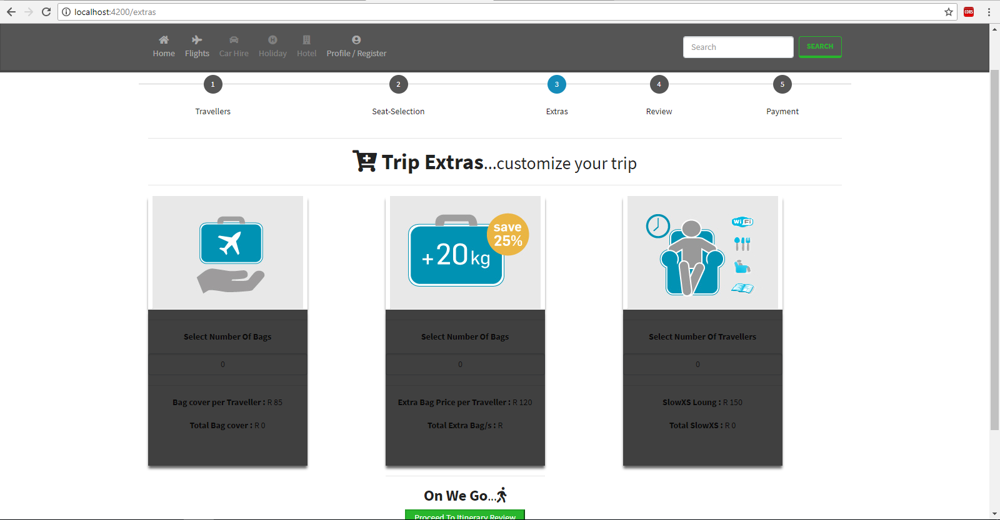 localhost:4200/extras
CORS
Home Flights Car Hire Holiday Hotel Profile / Register Search SEARCH
H
1 2 3 4 5
Travellers Seat-Selection Extras Review Payment
Trip Extras...customize your trip
+20kg
save
25%
WiFi
Select Number Of Bags Select Number Of Bags Select Number Of Travellers
0 0 0
Bag cover per Traveller : R 85 Extra Bag Price per Traveller : R 120 SlowXS Loung : R 150
Total Bag cover : R 0 Total Extra Bag/s : R Total SlowXS : R 0
On We Go...
Proceed To Itinerary Review